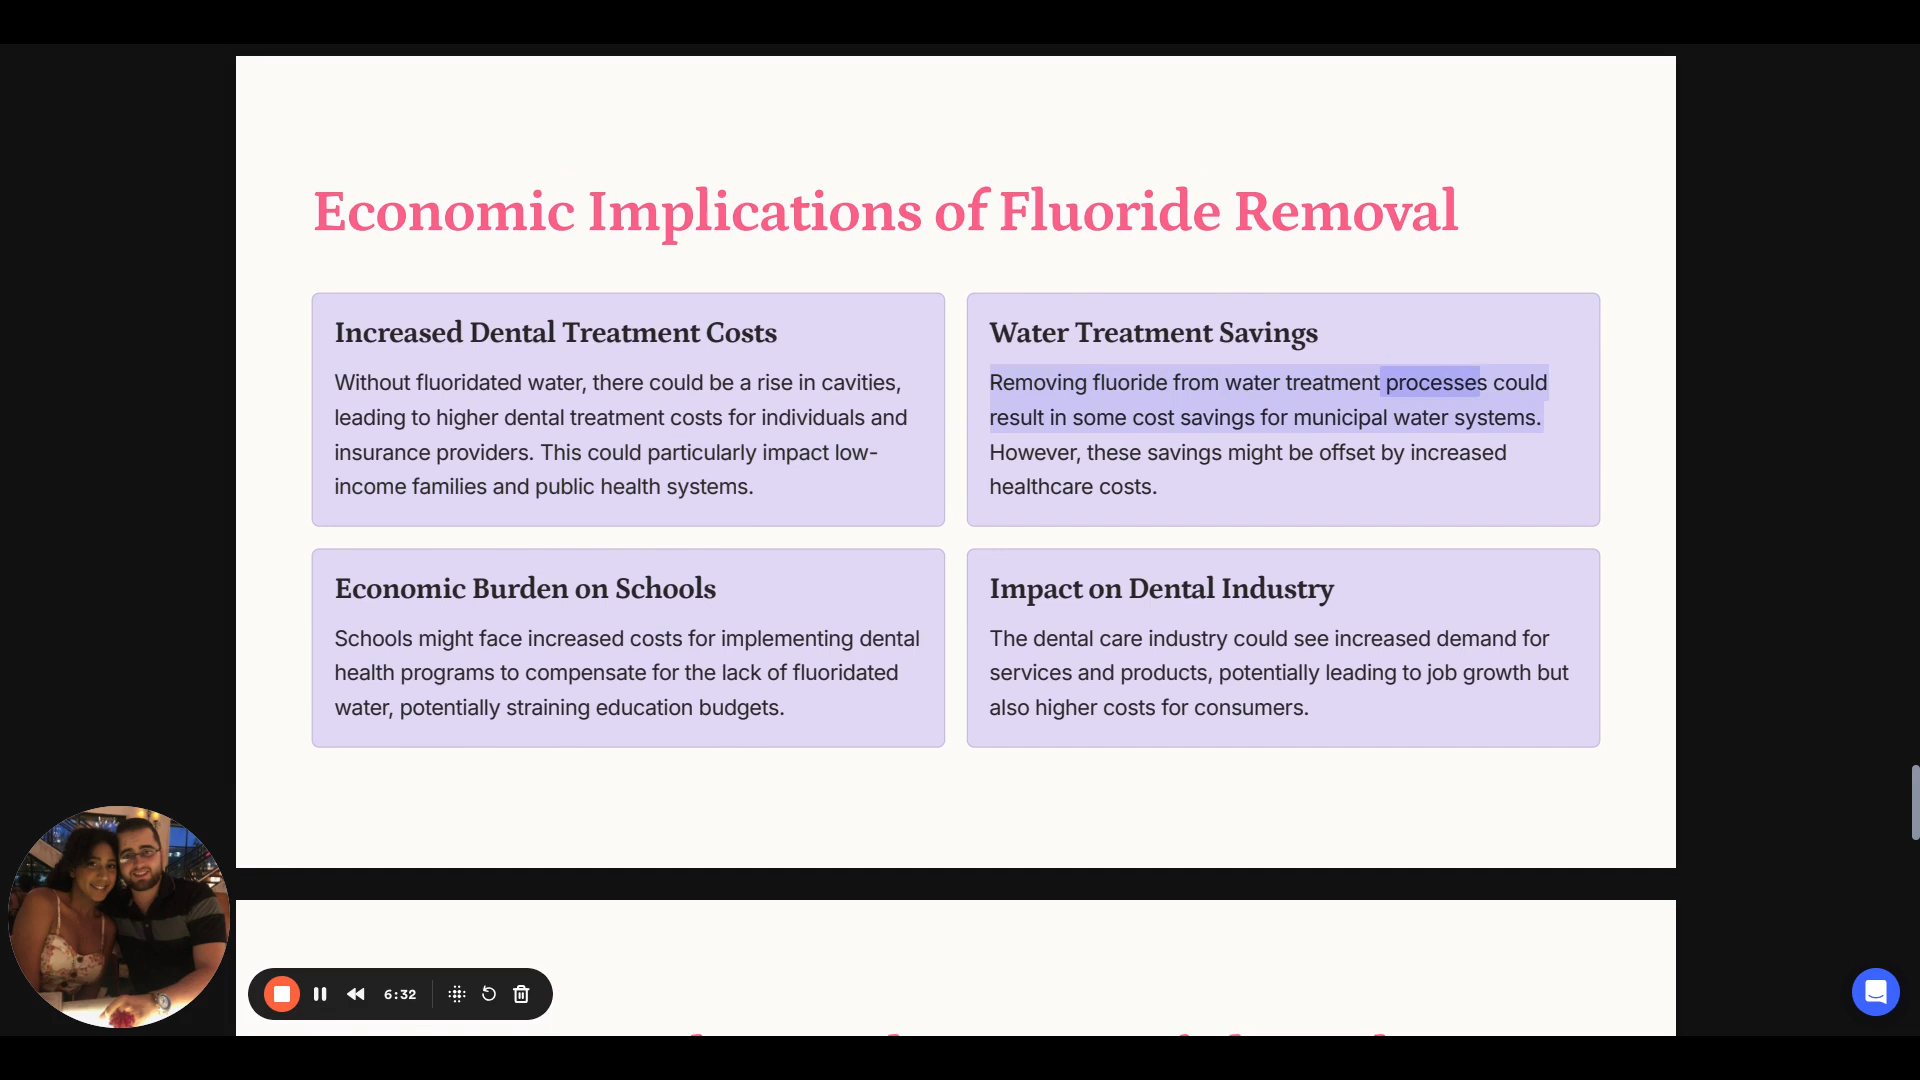 Economic Implications of Fluoride Removal
Increased Dental Treatment Costs
Without fluoridated water, there could be a rise in cavities,
leading to higher dental treatment costs for individuals and
insurance providers. This could particularly impact low-
income families and public health systems.
Water Treatment Savings
Removing fluoride from water treatment processes could
result in some cost savings for municipal water systems.
However, these savings might be offset by increased
healthcare costs.
Economic Burden on Schools
Schools might face increased costs for implementing dental
health programs to compensate for the lack of fluoridated
water, potentially straining education budgets.
Impact on Dental Industry
The dental care industry could see increased demand for
services and products, potentially leading to job growth but
also higher costs for consumers.
6:32